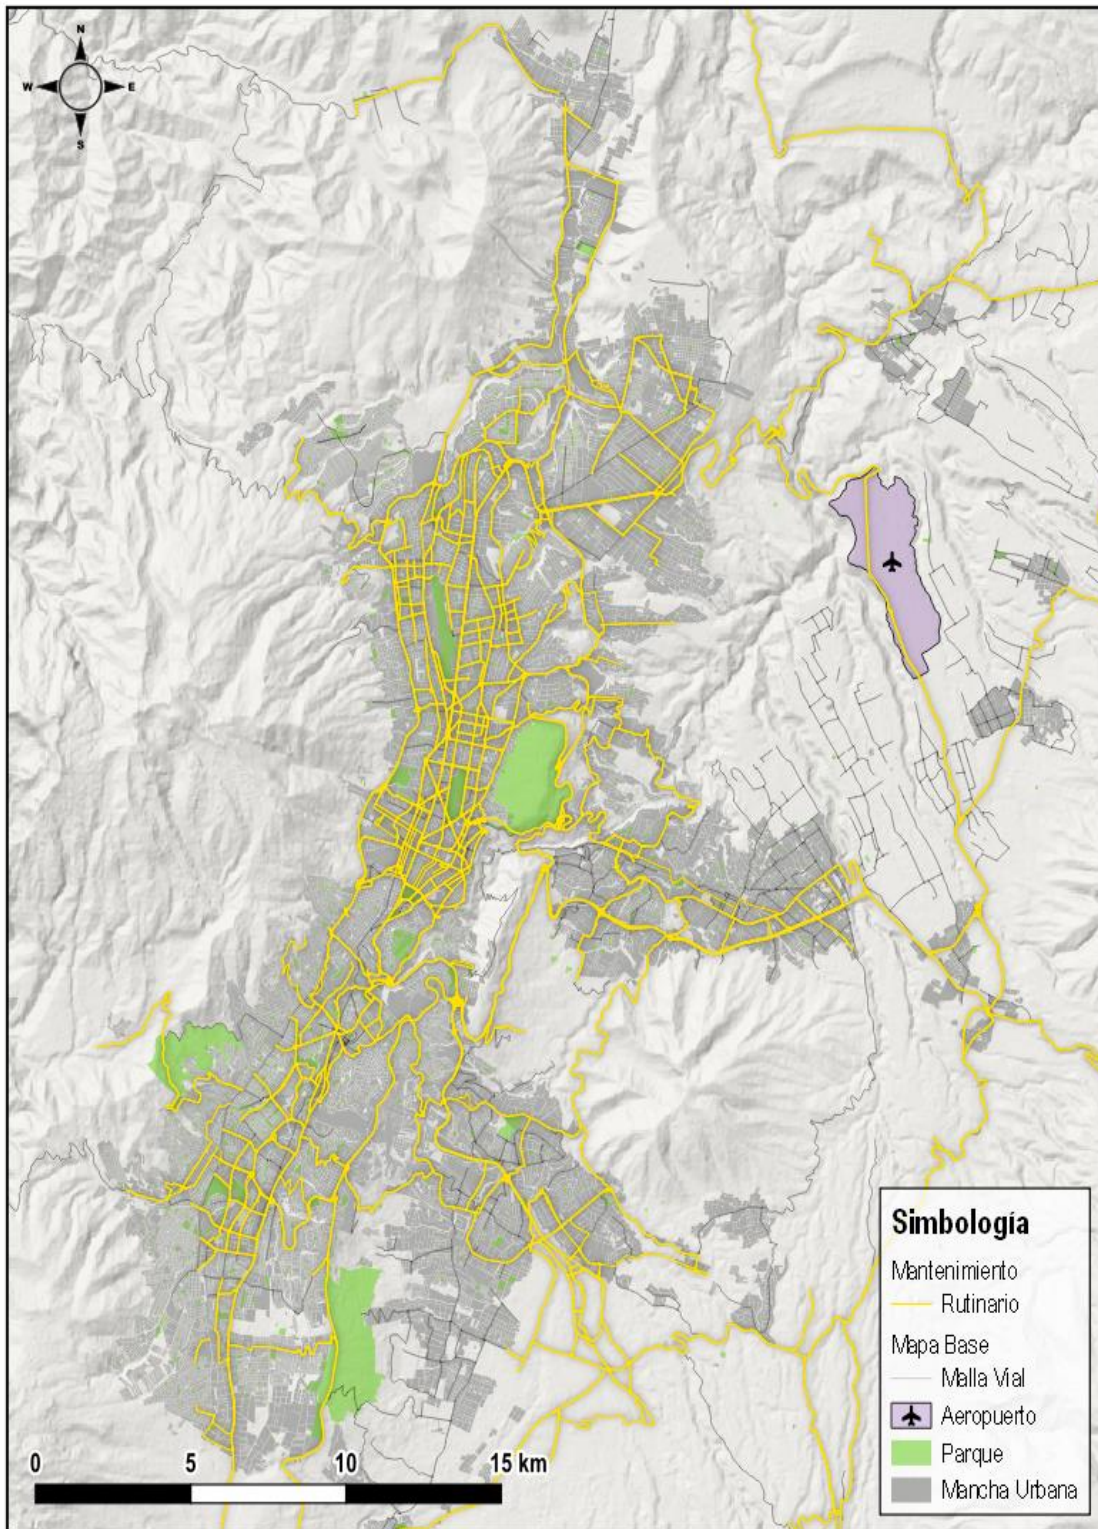 N
W E
S
Simbología
Mantenimiento
Rutinario
Mapa Base
Malla Vial
Aeropuerto
Parque
Mancha Urbana
0 5 10 15 km